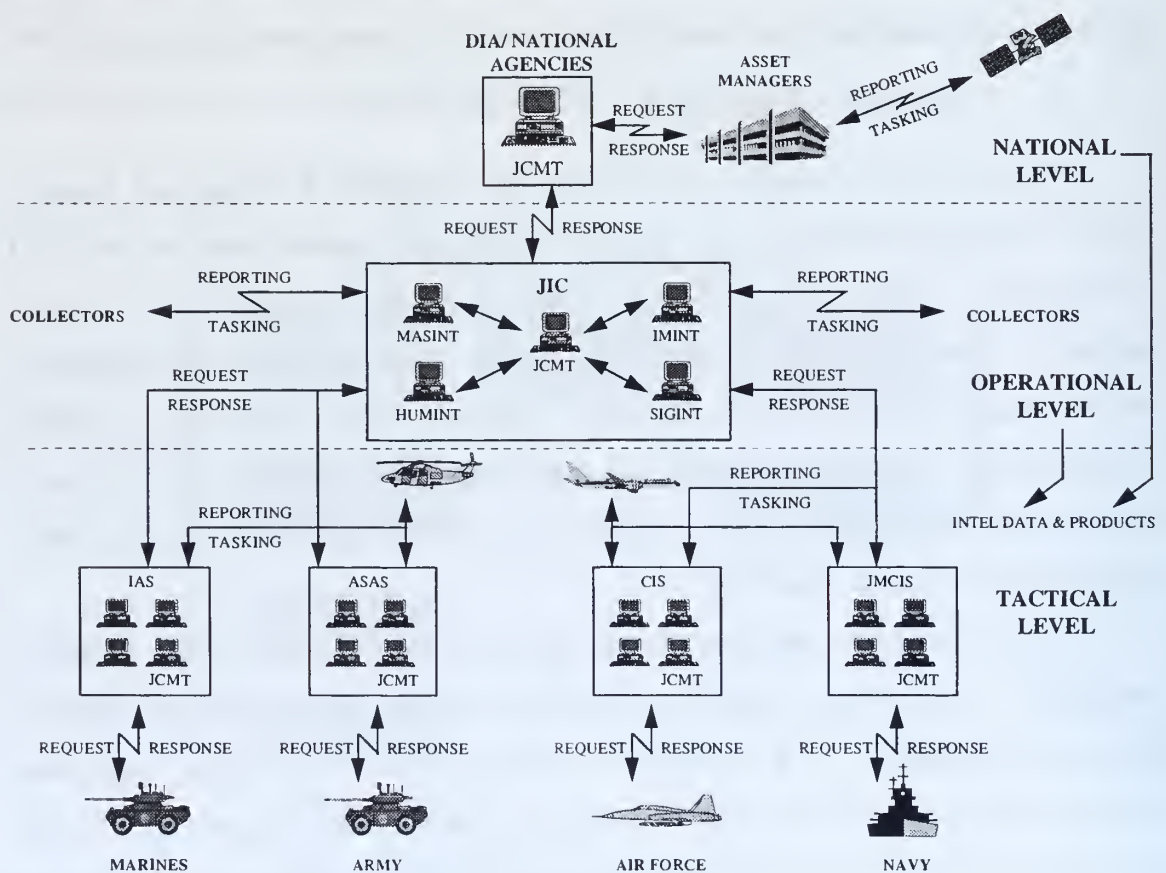 DIA/ NATIONAL
AGENCIES
JCMT
REQUEST
RESPONSE
ASSET
MANAGERS
REPORTING
TASKING
NATIONAL
LEVEL
REQUEST
RESPONSE
REPORTING
TASKING
COLLECTORS
JIC
MASINT
IMINT
JCMT
HUMINT
SIGINT
REPORTING
TASKING
COLLECTORS
REQUEST
RESPONSE
REQUEST
RESPONSE
OPERATIONAL
LEVEL
REPORTING
TASKING
REPORTING
TASKING
INTEL DATA & PRODUCTS
IAS
JCMT
ASAS
JCMT
CIS
JCMT
JMCIS
JCMT
TACTICAL
LEVEL
REQUEST
RESPONSE
REQUEST
RESPONSE
REQUEST
RESPONSE
REQUEST
RESPONSE
MARINES
ARMY
AIR FORCE
NAVY